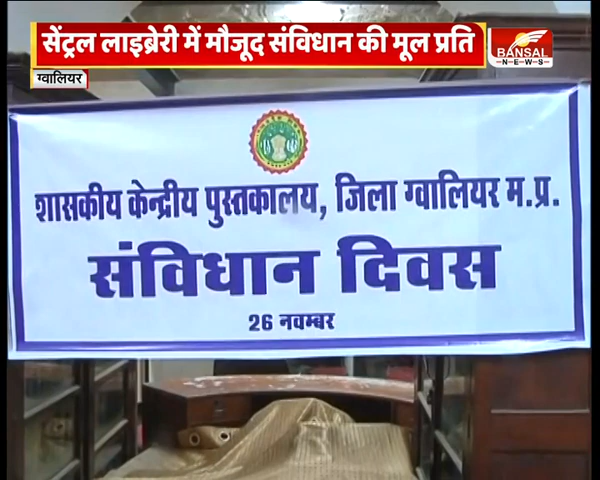 सेंट्रल लाइब्रेरी में मौजूद संविधान की मूल प्रति
BANSAL
NEWS
ग्वालियर
शासकीय केन्द्रीय पुस्तकालय, जिला ग्वालियर म.प्र.
संविधान दिवस
26 नवम्बर